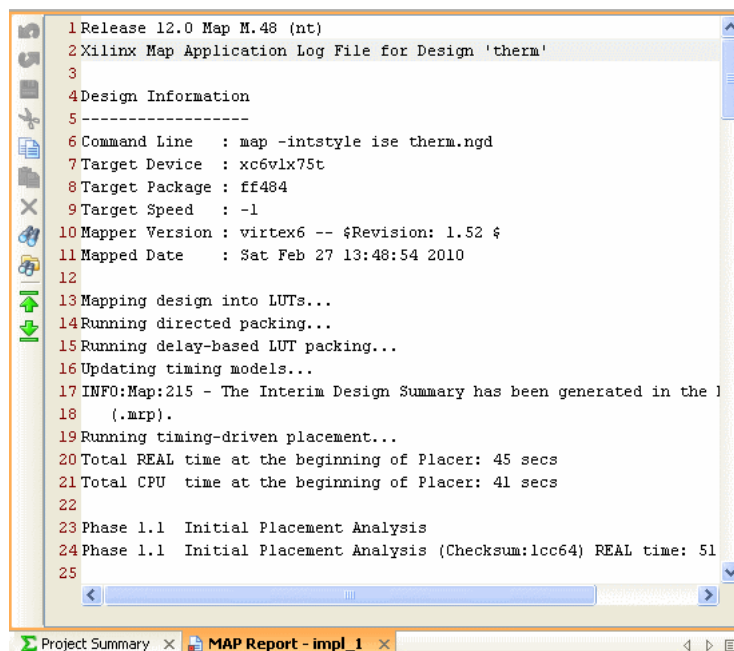 1 Release 12.0 Map M.48 (nt)
2 Xilinx Map Application Log File for Design 'therm'
3
4 Design Information
5 ------------------
6 Command Line   : map -intstyle ise therm.ngd
7 Target Device  : xc6vlx75t
8 Target Package : ff484
9 Target Speed   : -1
10 Mapper Version : virtex6 -- $Revision: 1.52 $
11 Mapped Date    : Sat Feb 27 13:48:54 2010
12
13 Mapping design into LUTs...
14 Running directed packing...
15 Running delay-based LUT packing...
16 Updating timing models...
17 INFO:Map:215 - The Interim Design Summary has been generated in the
18    (.mrp).
19 Running timing-driven placement...
20 Total REAL time at the beginning of Placer: 45 secs
21 Total CPU  time at the beginning of Placer: 41 secs
22
23 Phase 1.1  Initial Placement Analysis
24 Phase 1.1  Initial Placement Analysis (Checksum:1cc64) REAL time: 51
25
Project Summary MAP Report - impl_1